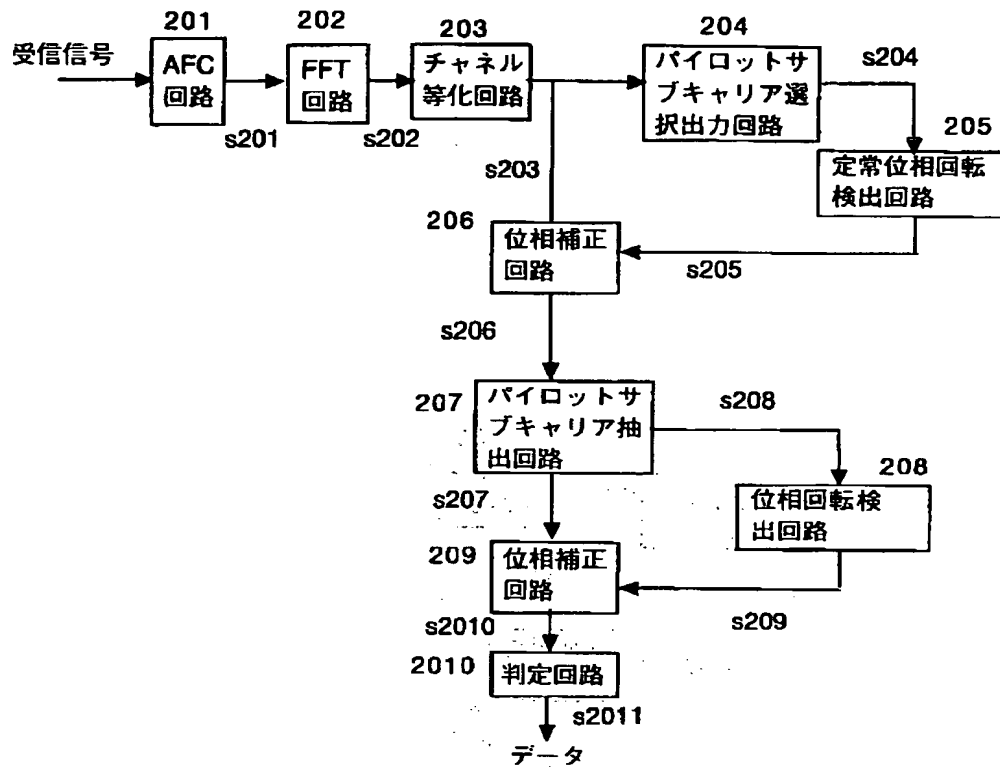 201
202
203
204
受信信号
AFC
回路
FFT
回路
チャネル
等化回路
パイロットサ
ブキャリア選
択出力回路
s204
s201
s202
205
定常位相回転
検出回路
s203
206
位相補正
回路
s205
s206
207
パイロットサ
ブキャリア抽
出回路
s208
208
s207
位相回転検
出回路
209
位相補正
回路
s209
s2010
2010
判定回路
s2011
データ